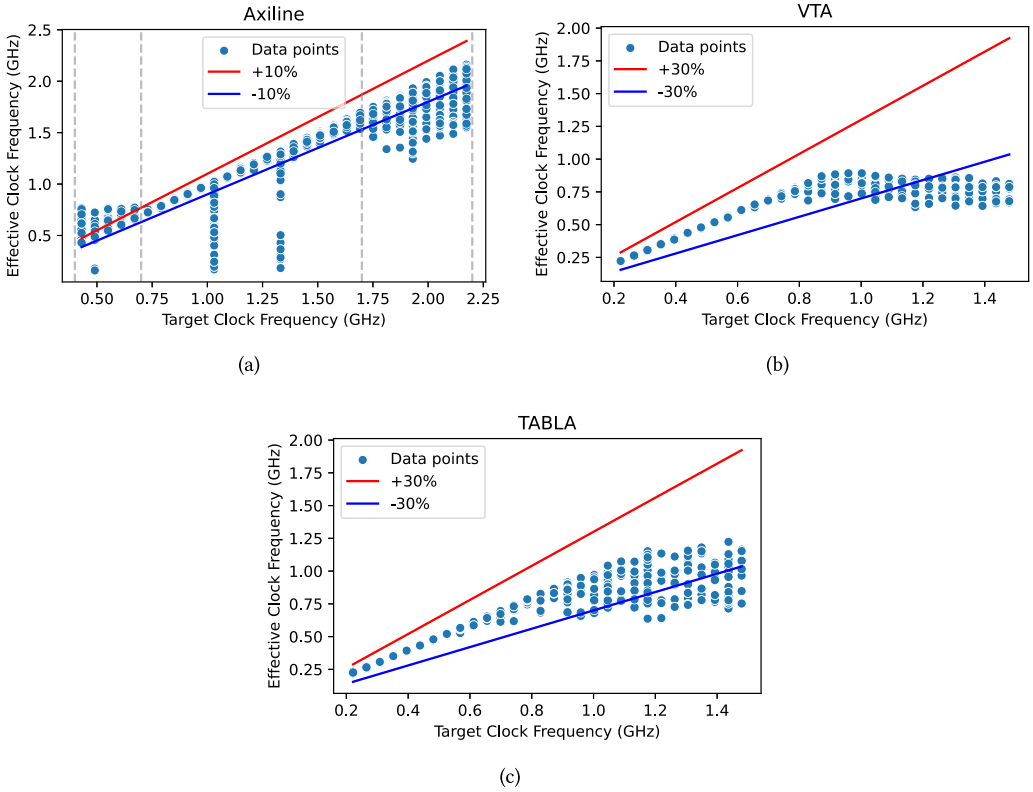 Axiline
Effective Clock Frequency (GHz)
2.5
2.0
1.5
1.0
0.5
Data points
+10%
-10%
0.50 0.75 1.00 1.25 1.50 1.75 2.00 2.25
Target Clock Frequency (GHz)
(a)
VTA
Effective Clock Frequency (GHz)
2.00
1.75
1.50
1.25
1.00
0.75
0.50
0.25
Data points
+30%
-30%
0.2 0.4 0.6 0.8 1.0 1.2 1.4
Target Clock Frequency (GHz)
(b)
TABLA
Effective Clock Frequency (GHz)
2.00
1.75
1.50
1.25
1.00
0.75
0.50
0.25
Data points
+30%
-30%
0.2 0.4 0.6 0.8 1.0 1.2 1.4
Target Clock Frequency (GHz)
(c)